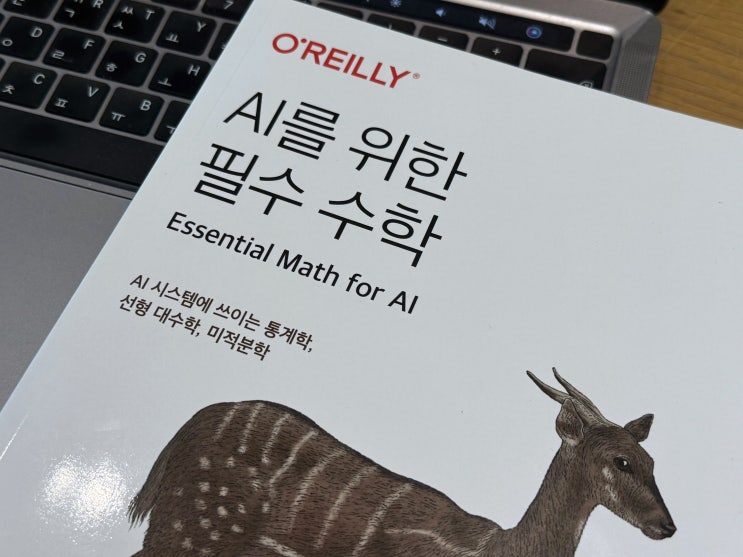 O'REILLY®
AI를 위한
필수 수학
Essential Math for AI
AI 시스템에 쓰이는 통계학,
선형 대수학, 미적분학
7
E
R
ㄲ
T
ㅆ
Y
D
ㅇ
F
ㄹ
G
ㅎ
H
ㅗ
C
ㅊ
V
ㅍ
B
ㅠ